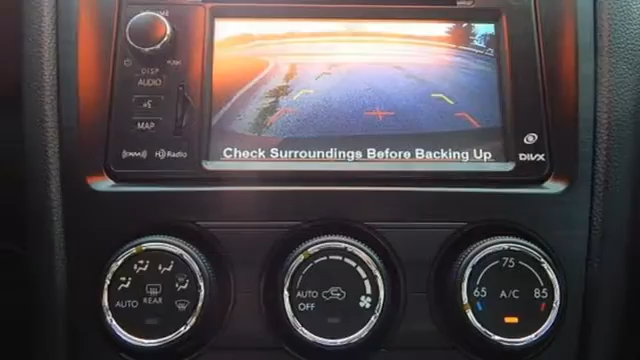 DISP
AUDIO
MAP
HD Radio
Check Surroundings Before Backing Up
DIVX
AUTO
REAR
AUTO
OFF
75
65
A/C
85